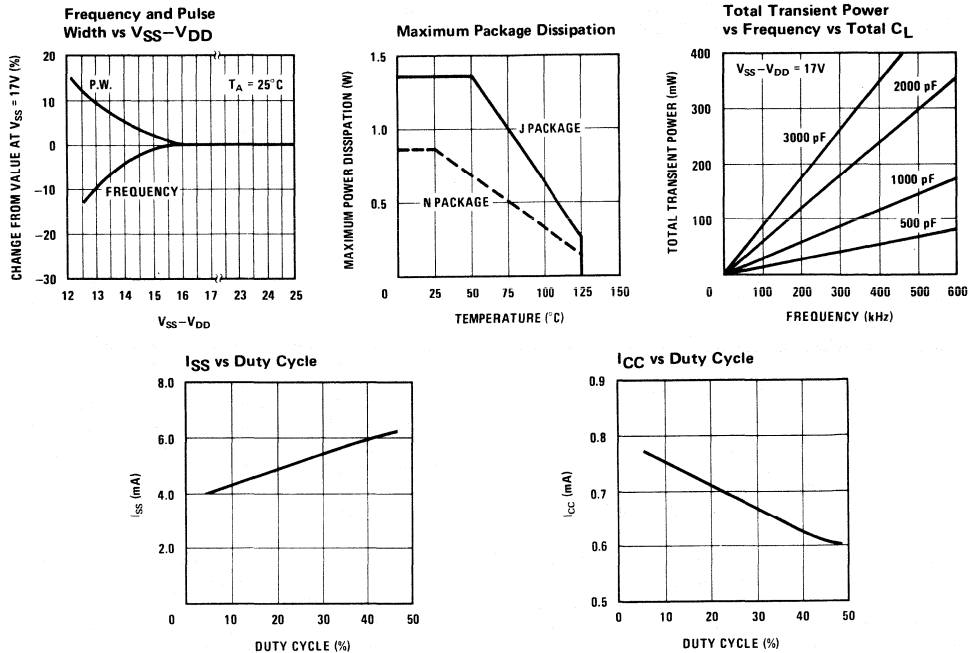 Frequency and Pulse
Width vs VSS–VDD
CHANGE FROM VALUE AT VSS = 17V (%)
20
10
0
–10
–20
–30
P.W.
TA = 25°C
FREQUENCY
12 13 14 15 16 17 23 24 25
VSS–VDD
Maximum Package Dissipation
MAXIMUM POWER DISSIPATION (W)
1.5
1.0
0.5
J PACKAGE
N PACKAGE
0 25 50 75 100 125 150
TEMPERATURE (°C)
Total Transient Power
vs Frequency vs Total CL
TOTAL TRANSIENT POWER (mW)
400
300
200
100
VSS–VDD = 17V
2000 pF
3000 pF
1000 pF
500 pF
0 100 200 300 400 500 600
FREQUENCY (kHz)
ISS vs Duty Cycle
ISS (mA)
8.0
6.0
4.0
2.0
0 10 20 30 40 50
DUTY CYCLE (%)
ICC vs Duty Cycle
ICC (mA)
0.9
0.8
0.7
0.6
0.5
0 10 20 30 40 50
DUTY CYCLE (%)